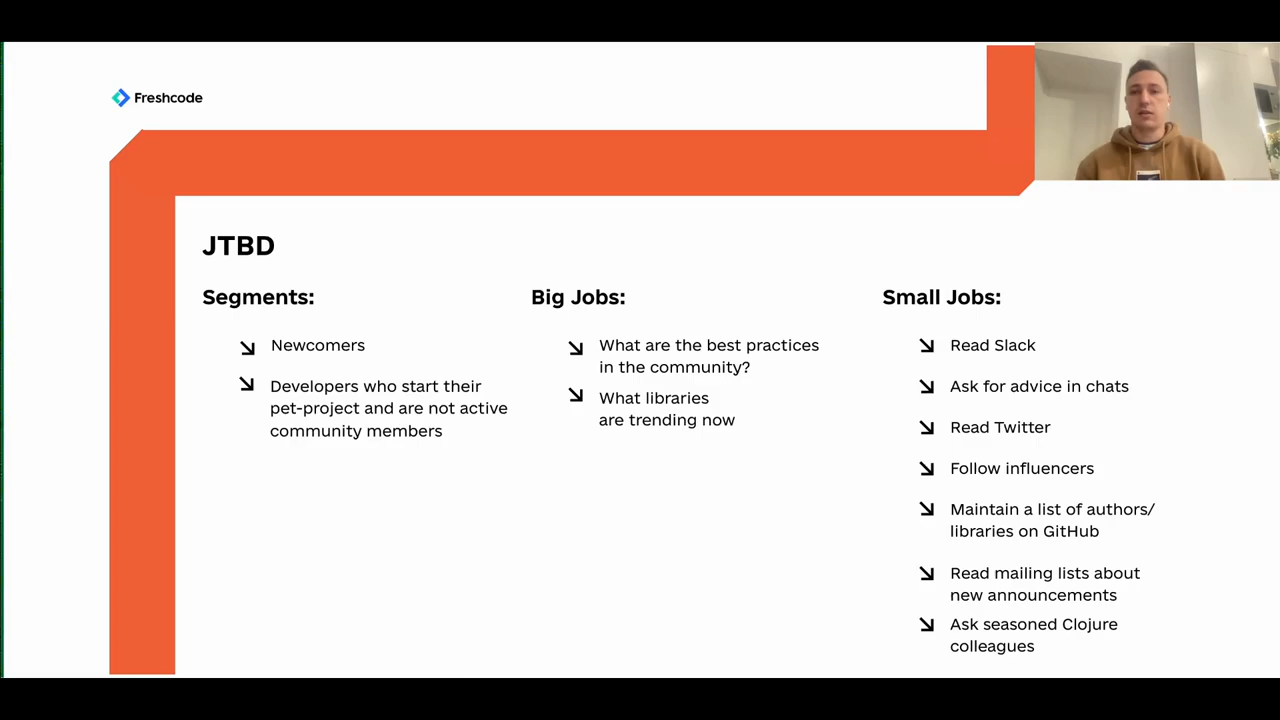 Freshcode
JTBD
Segments:
Newcomers
Developers who start their
pet-project and are not active
community members
Big Jobs:
What are the best practices
in the community?
What libraries
are trending now
Small Jobs:
Read Slack
Ask for advice in chats
Read Twitter
Follow influencers
Maintain a list of authors/
libraries on GitHub
Read mailing lists about
new announcements
Ask seasoned Clojure
colleagues